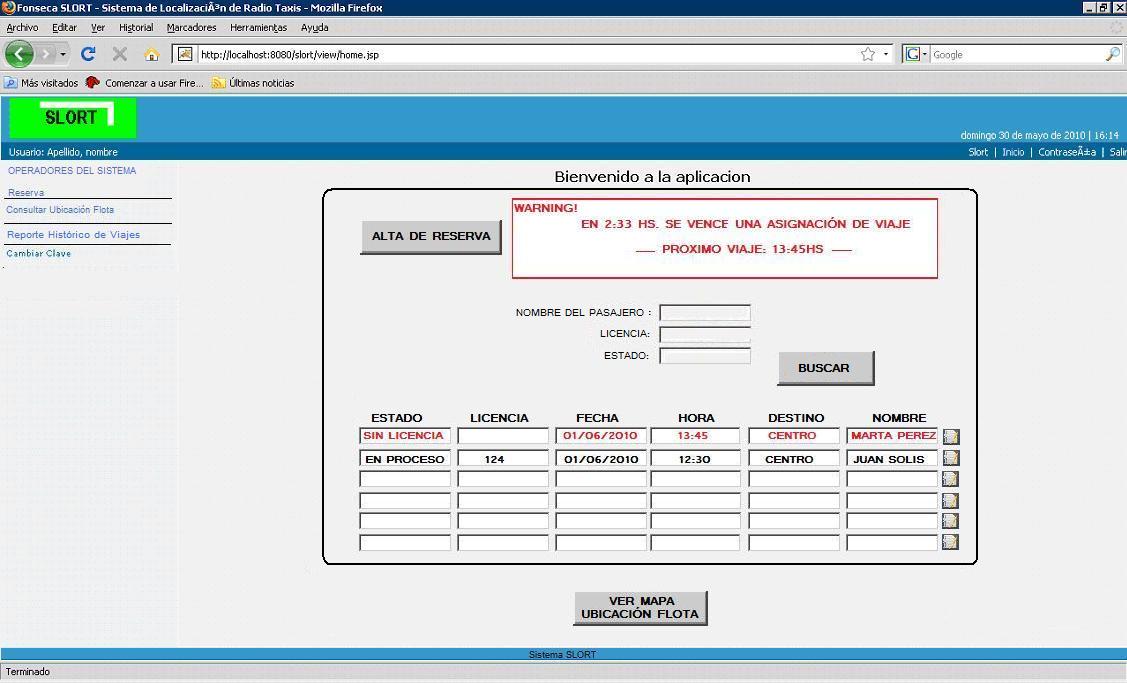 Fonseca SLORT - Sistema de LocalizaciÃ³n de Radio Taxis - Mozilla Firefox
Archivo Editar Ver Historial Marcadores Herramientas Ayuda
http://localhost:8080/slort/view/home.jsp
Google
Más visitados Comenzar a usar Fire... Últimas noticias
SLORT
domingo 30 de mayo de 2010 | 16:14
Usuario: Apellido, nombre
Slort | Inicio | ContraseÃ±a | Salir
OPERADORES DEL SISTEMA
Reserva
Consultar Ubicación Flota
Reporte Histórico de Viajes
Cambiar Clave
Bienvenido a la aplicacion
ALTA DE RESERVA
WARNING!
EN 2:33 HS. SE VENCE UNA ASIGNACIÓN DE VIAJE
PROXIMO VIAJE: 13:45HS
NOMBRE DEL PASAJERO :
LICENCIA:
ESTADO:
BUSCAR
ESTADO LICENCIA FECHA HORA DESTINO NOMBRE
SIN LICENCIA 01/06/2010 13:45 CENTRO MARTA PEREZ
EN PROCESO 124 01/06/2010 12:30 CENTRO JUAN SOLIS
VER MAPA
UBICACIÓN FLOTA
Sistema SLORT
Terminado